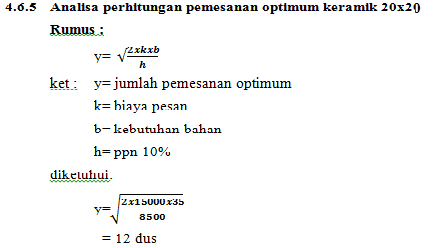 4.6.5 Analisa perhitungan pemesanan optimum keramik 20x20
Rumus :
y= √2xkxb/h
ket : y= jumlah pemesanan optimum
k= biaya pesan
b= kebutuhan bahan
h= ppn 10%
diketuhui.
y= √2x15000x35/8500
= 12 dus